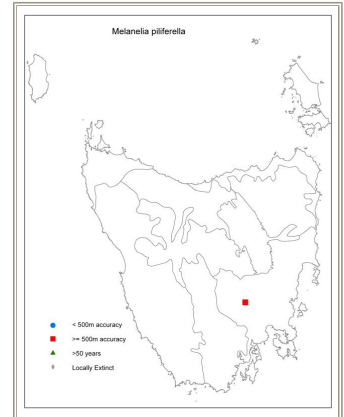 Melanelia piliferella
< 500m accuracy
>= 500m accuracy
>50 years
Locally Extinct